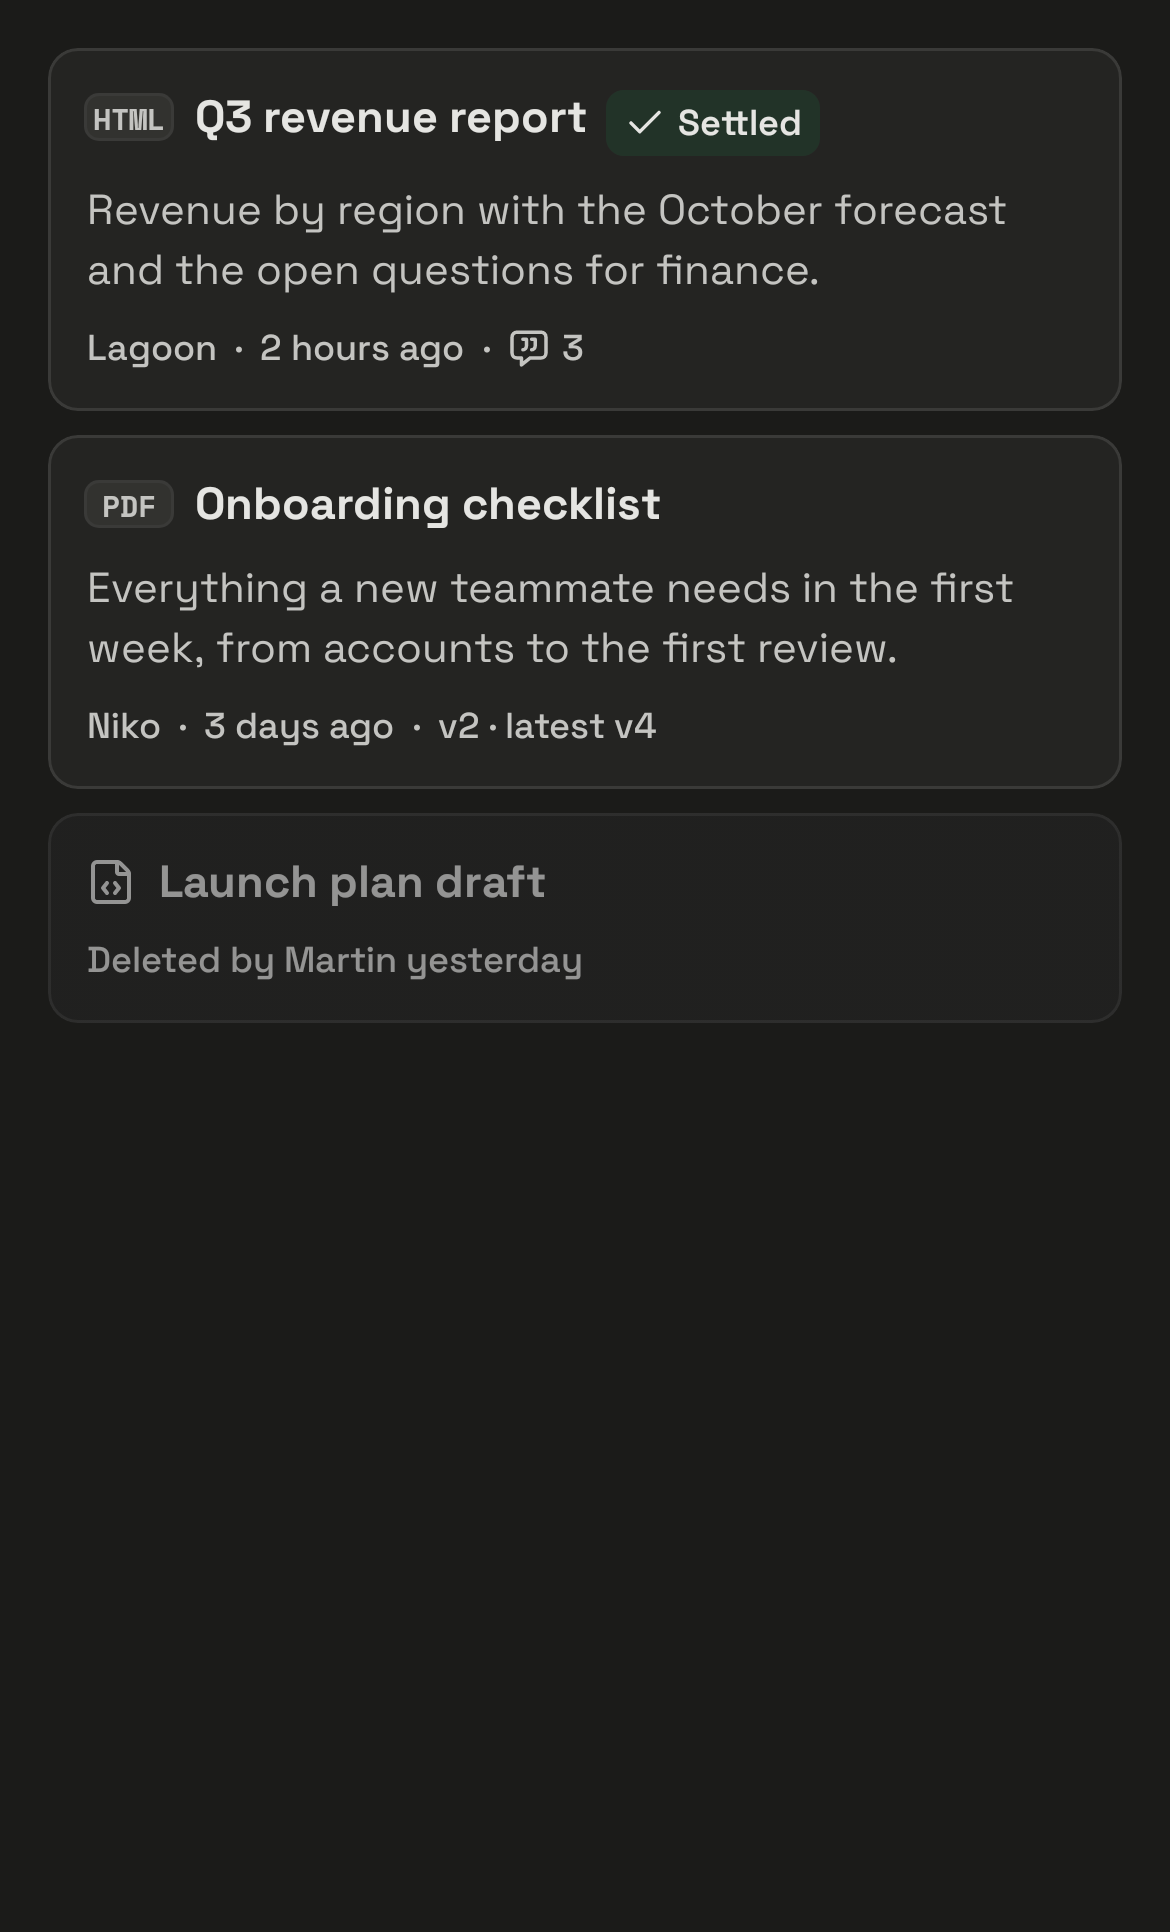 HTML Q3 revenue report Settled
Revenue by region with the October forecast
and the open questions for finance.
Lagoon · 2 hours ago · 3
PDF Onboarding checklist
Everything a new teammate needs in the first
week, from accounts to the first review.
Niko · 3 days ago · v2 · latest v4
Launch plan draft
Deleted by Martin yesterday